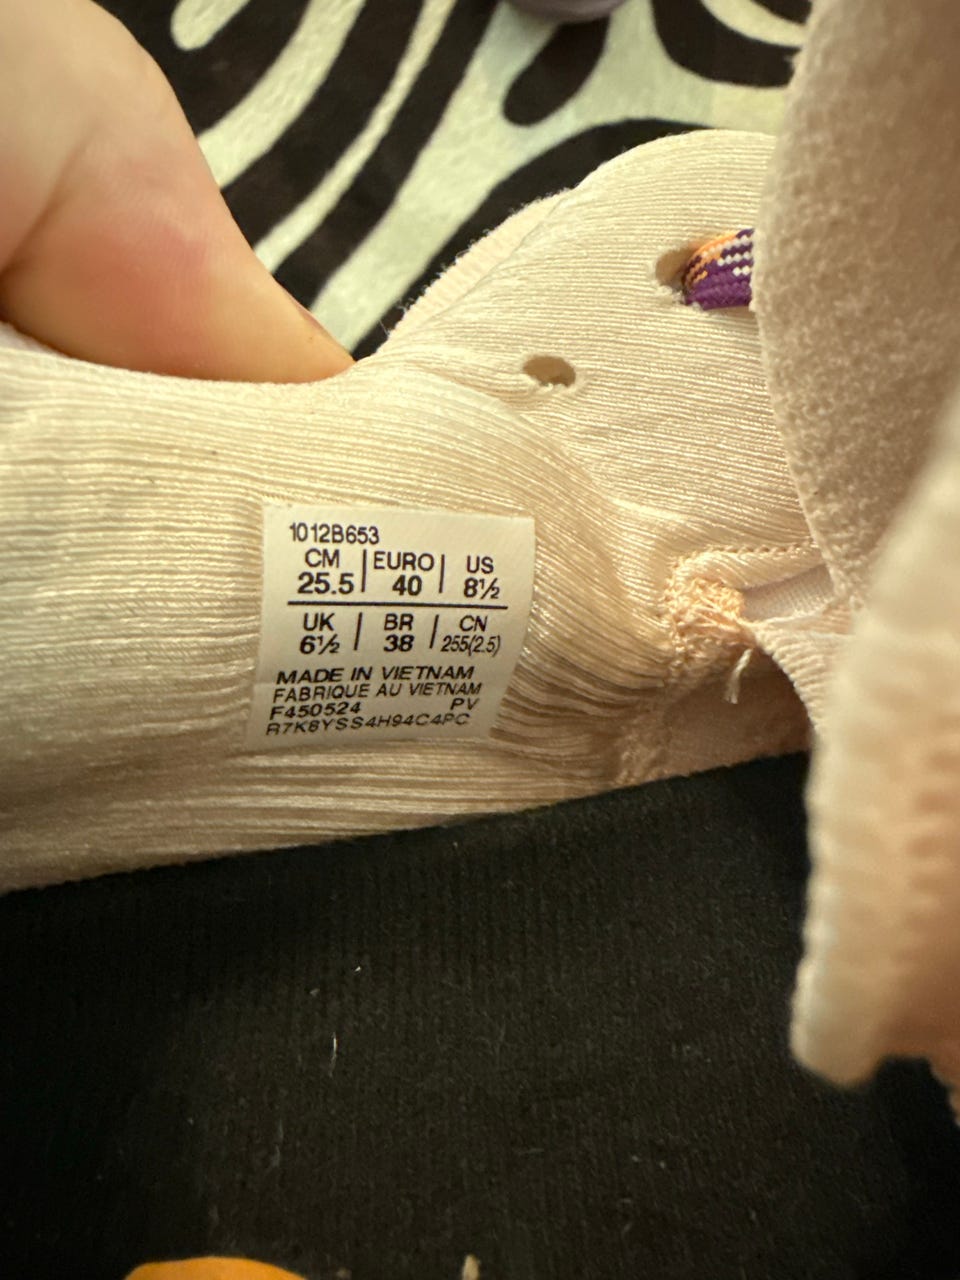 1012B653
CM | EURO | US
25.5 | 40 | 8½
UK | BR | CN
6½ | 38 | 255(2.5)
MADE IN VIETNAM
FABRIQUE AU VIETNAM
F450524 PV
R7K8YSS4H94C4PC